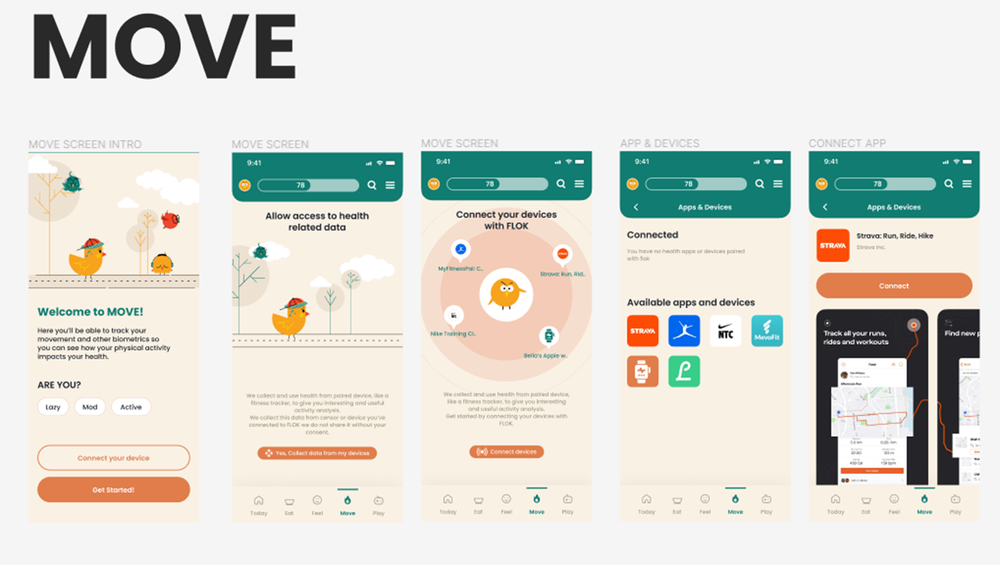 MOVE
MOVE SCREEN INTRO
Welcome to MOVE!
Here you'll be able to track your
movement and other biometrics so
you can see how your physical activity
impacts your health.
ARE YOU?
Lazy
Mod
Active
Connect your device
Get Started!
MOVE SCREEN
9:41
78
Allow access to health
related data
We collect and use health from paired device, like a
fitness tracker, to give you interesting and useful
activity analysis.
We collect this data from censor or device you've
connected to FLOK we do not share it without your
consent.
Yes, Collect data from my devices
Today
Eat
Feel
Move
Play
MOVE SCREEN
9:41
78
Connect your devices
with FLOK
MyFitnessPal: C..
Strava: Run, Rid..
Nike Training Cl..
Bella's Apple w..
We collect and use health from paired device,
like a fitness tracker, to give you interesting
and useful activity analysis.
Get started by connecting your devices with
FLOK.
Connect devices
Today
Eat
Feel
Move
Play
APP & DEVICES
9:41
78
Apps & Devices
Connected
You have no health apps or devices paired
with flok
Available apps and devices
STRAVA
NTC
MevoFit
Today
Eat
Feel
Move
Play
CONNECT APP
9:41
78
Apps & Devices
STRAVA
Strava: Run, Ride, Hike
Strava Inc.
Connect
Track all your runs,
rides and workouts
Feed
Find new p
Today
Eat
Feel
Move
Play